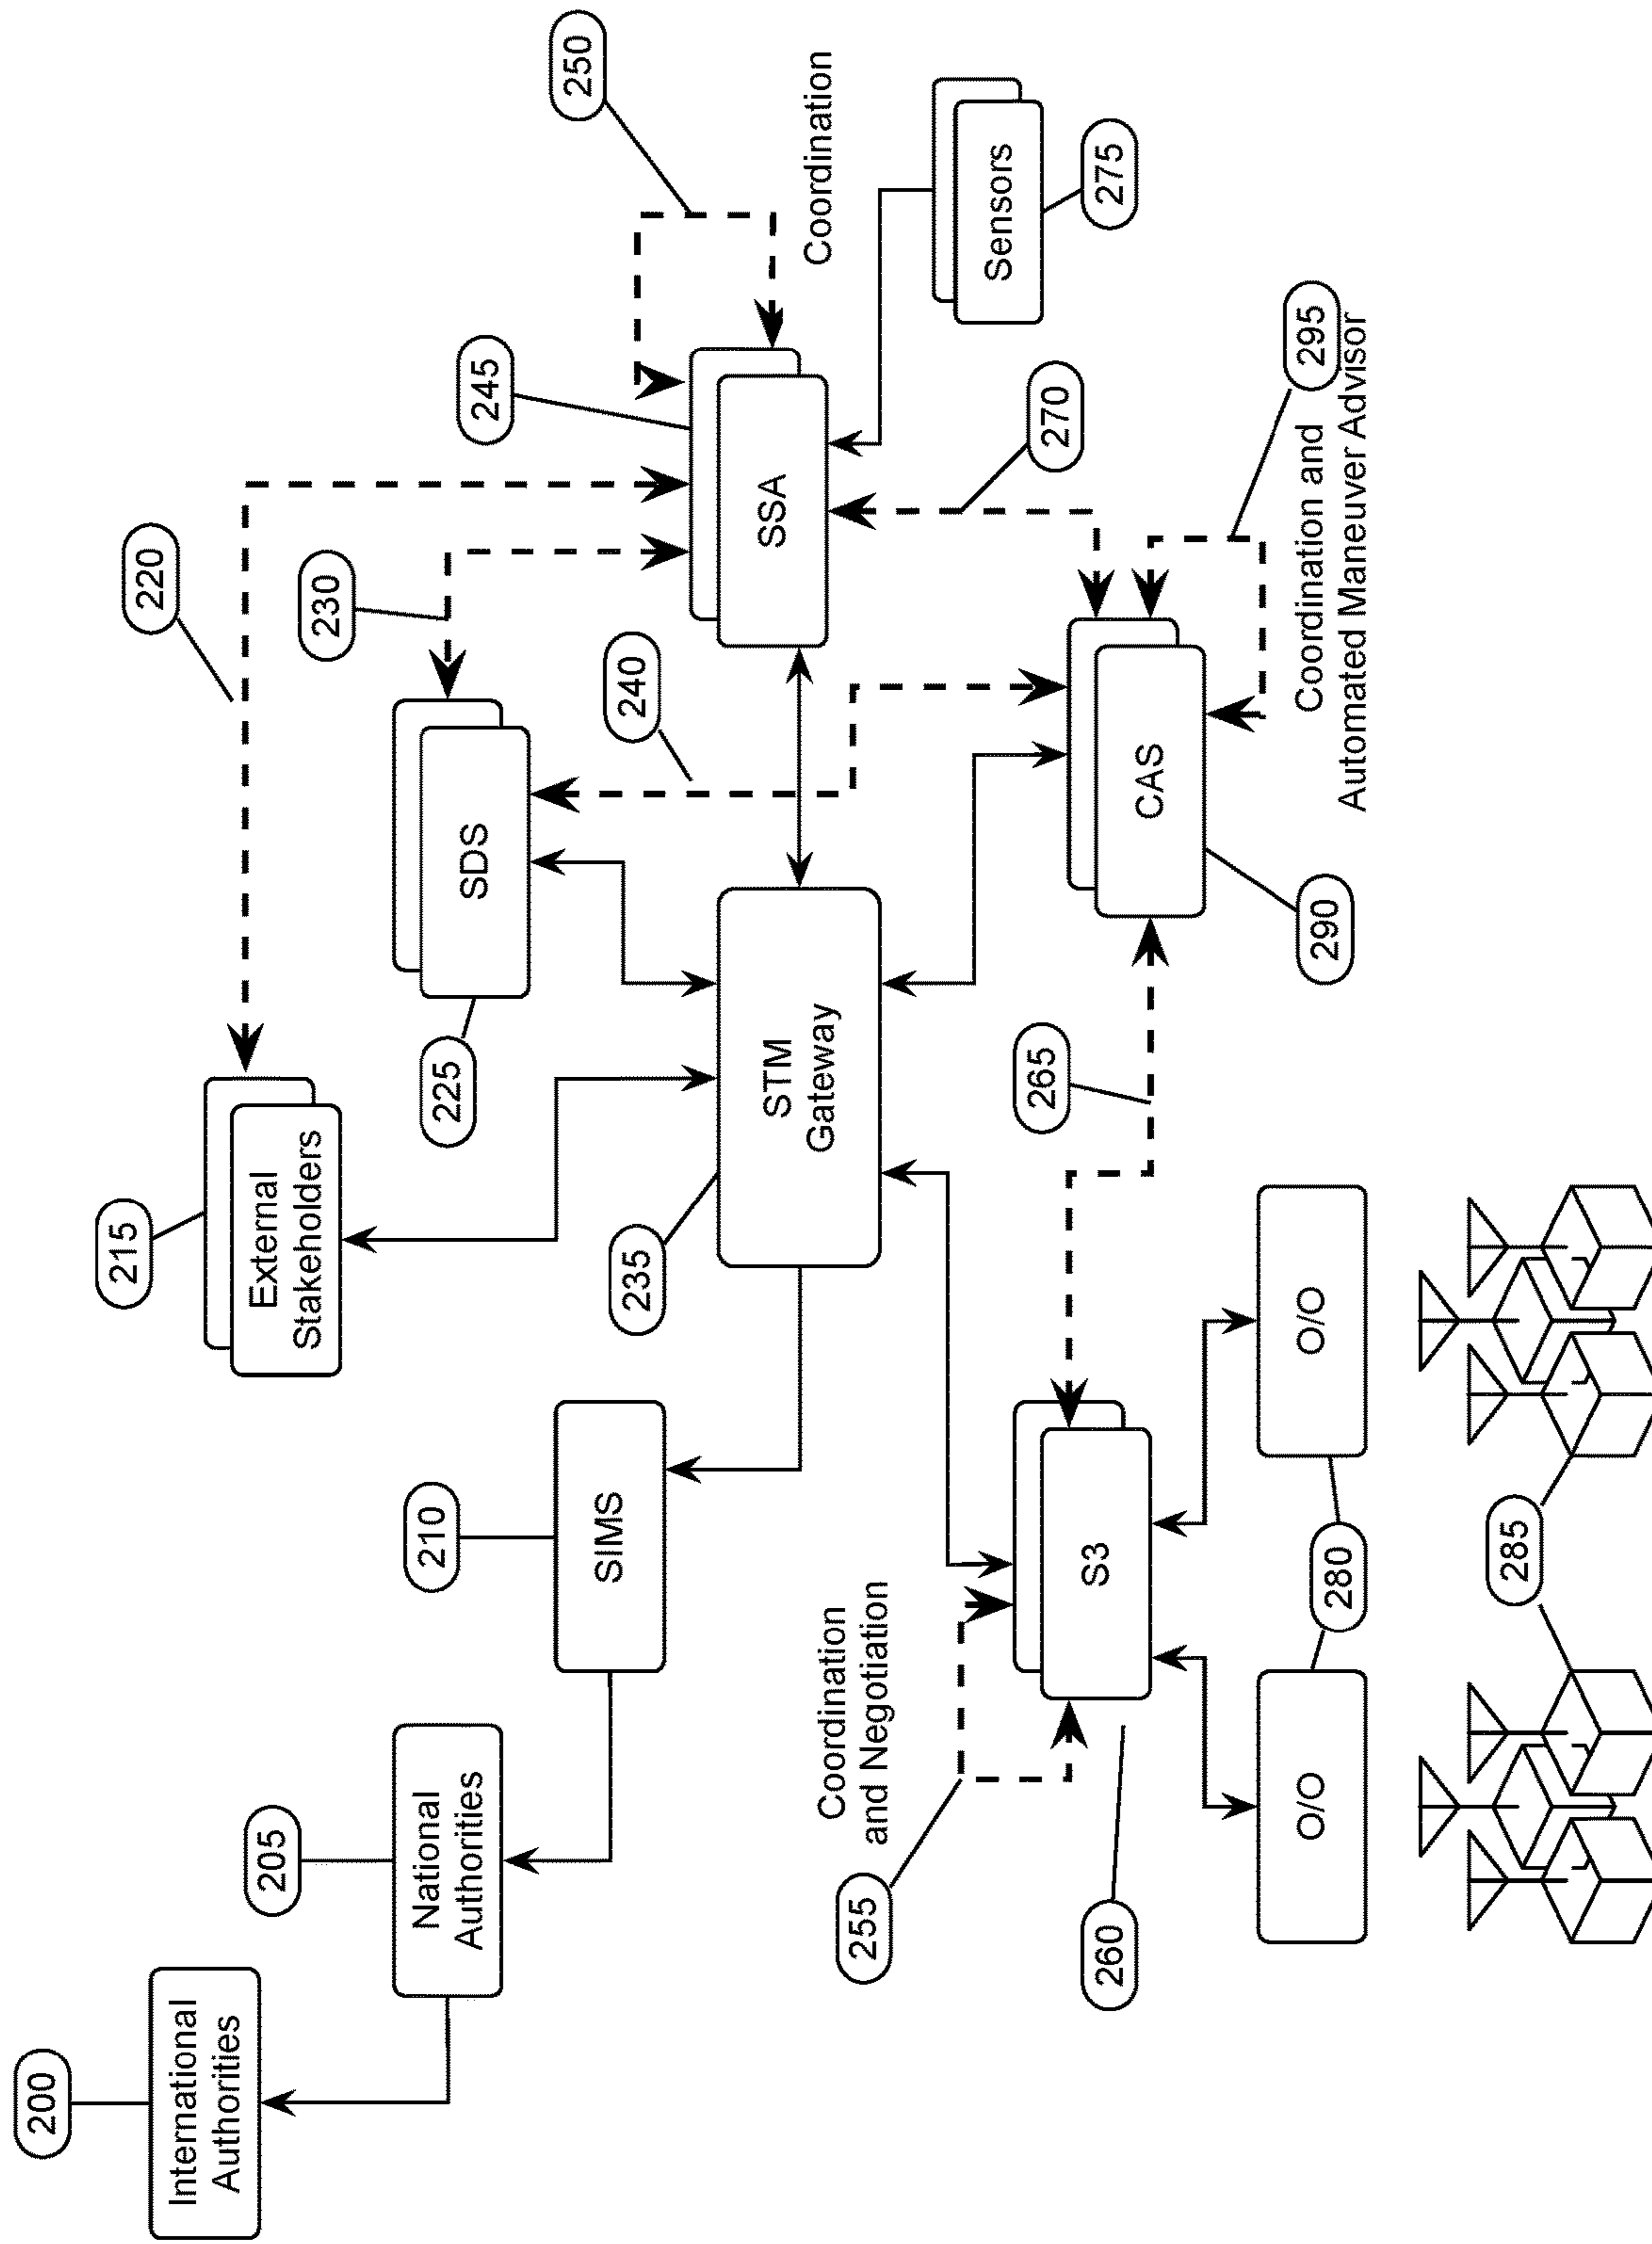 200
International
Authorities
205
National
Authorities
210
SIMS
215
External
Stakeholders
220
225
SDS
230
235
STM
Gateway
240
245
SSA
250
Coordination
255
Coordination
and Negotiation
260
S3
265
270
Sensors
275
280
O/O
O/O
285
290
CAS
295
Coordination and
Automated Maneuver Advisor